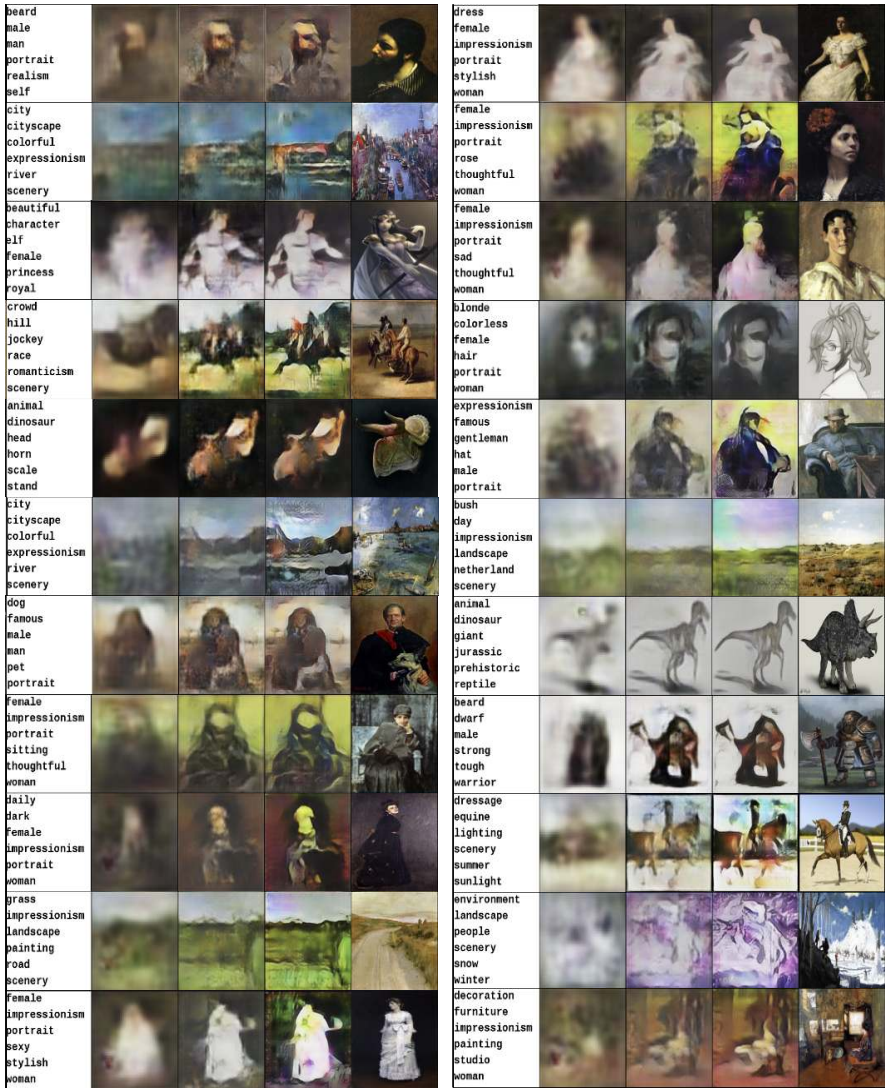 beard
male
man
portrait
realism
self
city
cityscape
colorful
expressionism
river
scenery
beautiful
character
elf
female
princess
royal
crowd
hill
jockey
race
romanticism
scenery
animal
dinosaur
head
horn
scale
stand
city
cityscape
colorful
expressionism
river
scenery
dog
famous
male
man
pet
portrait
female
impressionism
portrait
sitting
thoughtful
woman
daily
dark
female
impressionism
portrait
woman
grass
impressionism
landscape
painting
road
scenery
female
impressionism
portrait
sexy
stylish
woman
dress
female
impressionism
portrait
stylish
woman
female
impressionism
portrait
rose
thoughtful
woman
female
impressionism
portrait
sad
thoughtful
woman
blonde
colorless
female
hair
portrait
woman
expressionism
famous
gentleman
hat
male
portrait
bush
day
impressionism
landscape
netherland
scenery
animal
dinosaur
giant
jurassic
prehistoric
reptile
beard
dwarf
male
strong
tough
warrior
dressage
equine
lighting
scenery
summer
sunlight
environment
landscape
people
scenery
snow
winter
decoration
furniture
impressionism
painting
studio
woman